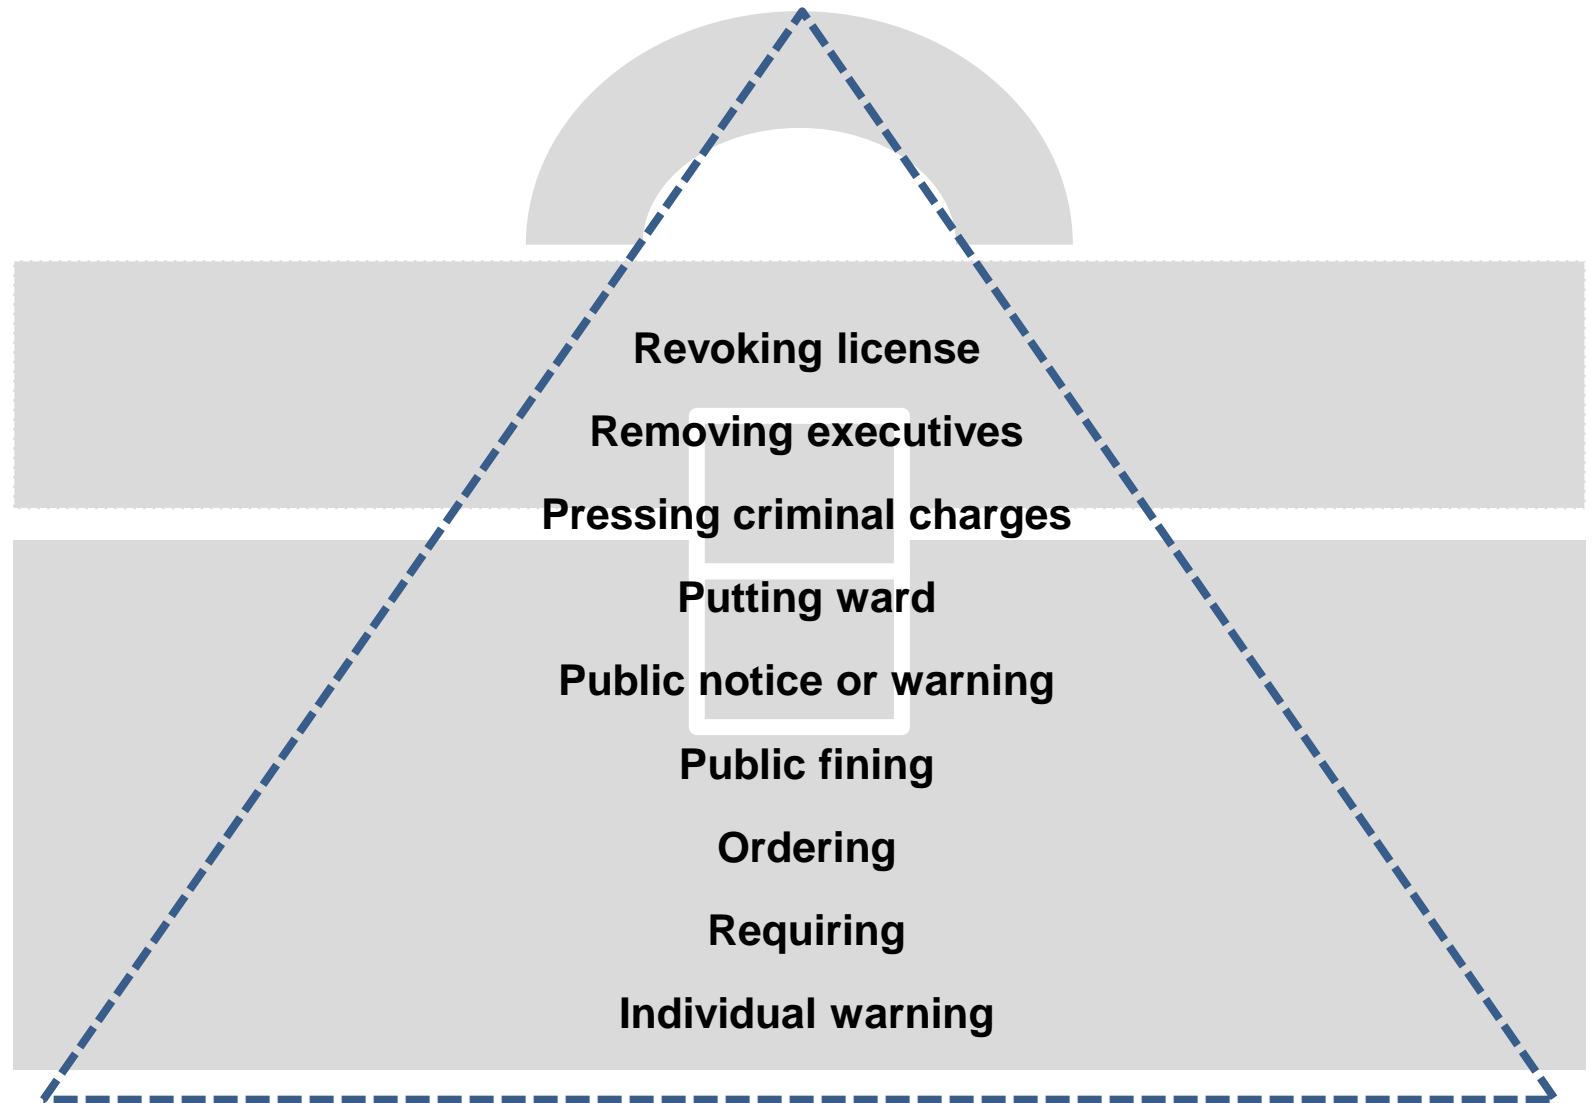 Revoking license
Removing executives
Pressing criminal charges
Putting ward
Public notice or warning
Public fining
Ordering
Requiring
Individual warning